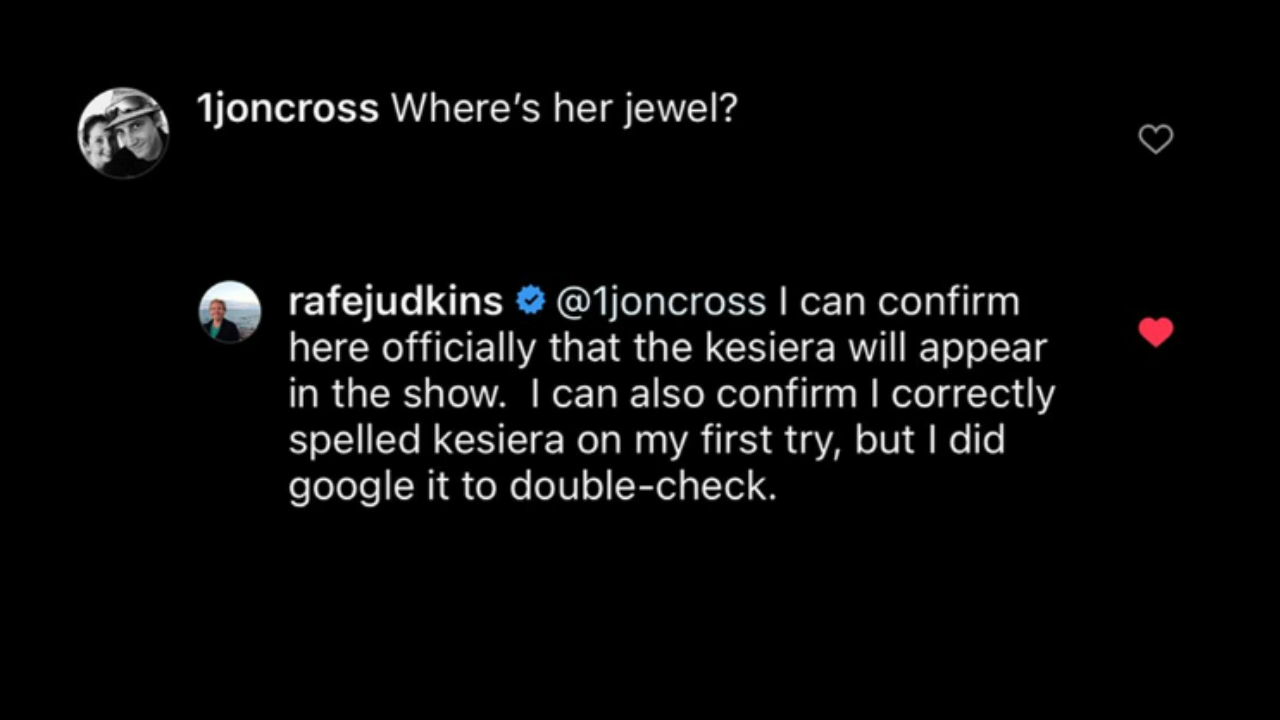 1joncross Where's her jewel?
rafejudkins @1joncross I can confirm
here officially that the kesiera will appear
in the show.  I can also confirm I correctly
spelled kesiera on my first try, but I did
google it to double-check.